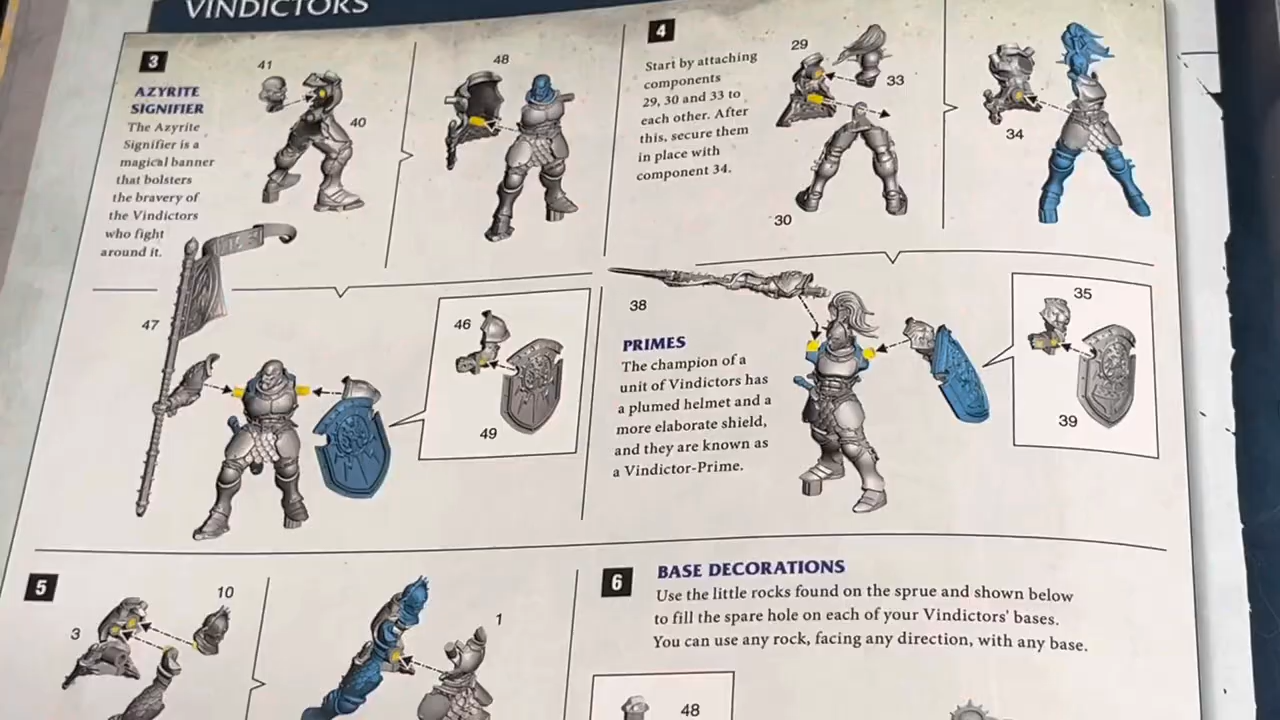 VINDICTORS
3
AZYRITE
SIGNIFIER
The Azyrite
Signifier is a
magical banner
that bolsters
the bravery of
the Vindictors
who fight
around it.
41
40
48
47
46
49
4
Start by attaching
components
29, 30 and 33 to
each other. After
this, secure them
in place with
component 34.
29
33
30
34
38
PRIMES
The champion of a
unit of Vindictors has
a plumed helmet and a
more elaborate shield,
and they are known as
a Vindictor-Prime.
35
39
5
3
10
1
6
BASE DECORATIONS
Use the little rocks found on the sprue and shown below
to fill the spare hole on each of your Vindictors' bases.
You can use any rock, facing any direction, with any base.
48